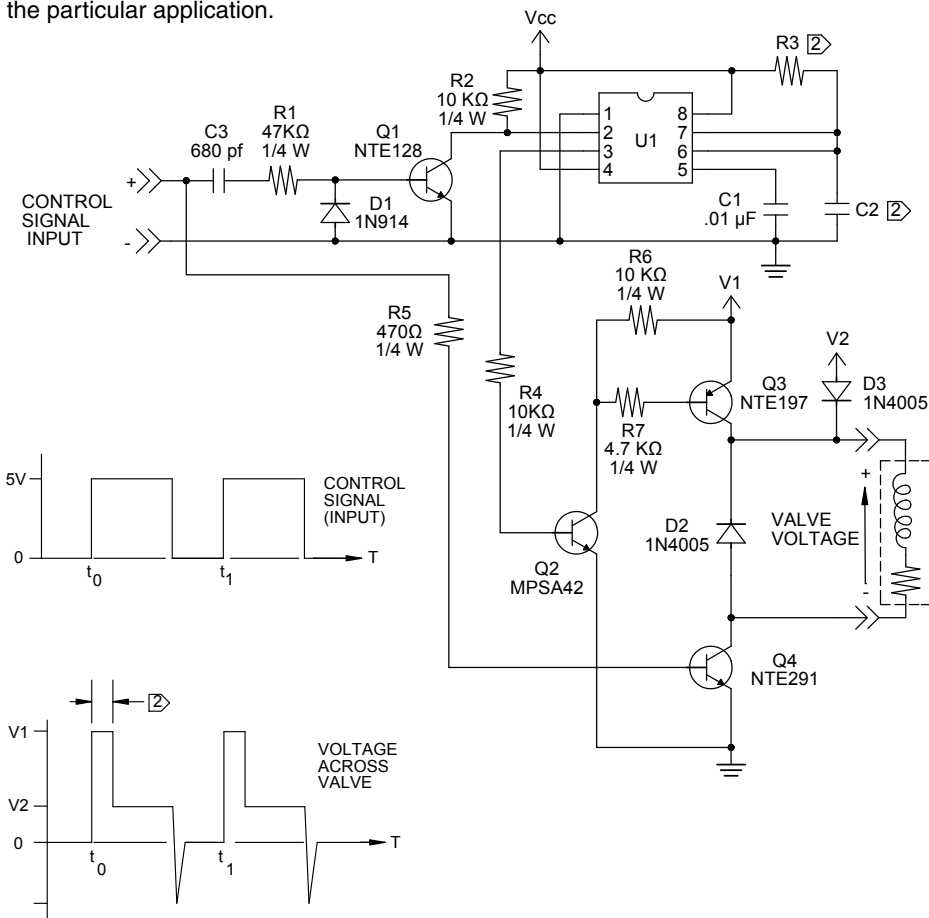 the particular application.
Vcc
R3 2
R2
10 KΩ
1/4 W
R1
47KΩ
1/4 W
C3
680 pf
Q1
NTE128
1
2
3
4
U1
8
7
6
5
+
CONTROL
SIGNAL
INPUT
-
D1
1N914
C1
.01 µF
C2 2
R6
10 KΩ
1/4 W
V1
R5
470Ω
1/4 W
V2
R4
10KΩ
1/4 W
Q3
NTE197
D3
1N4005
R7
4.7 KΩ
1/4 W
5V
CONTROL
SIGNAL
(INPUT)
0
T
t0
t1
Q2
MPSA42
D2
1N4005
+
VALVE
VOLTAGE
-
Q4
NTE291
2
V1
VOLTAGE
ACROSS
VALVE
V2
0
T
t0
t1